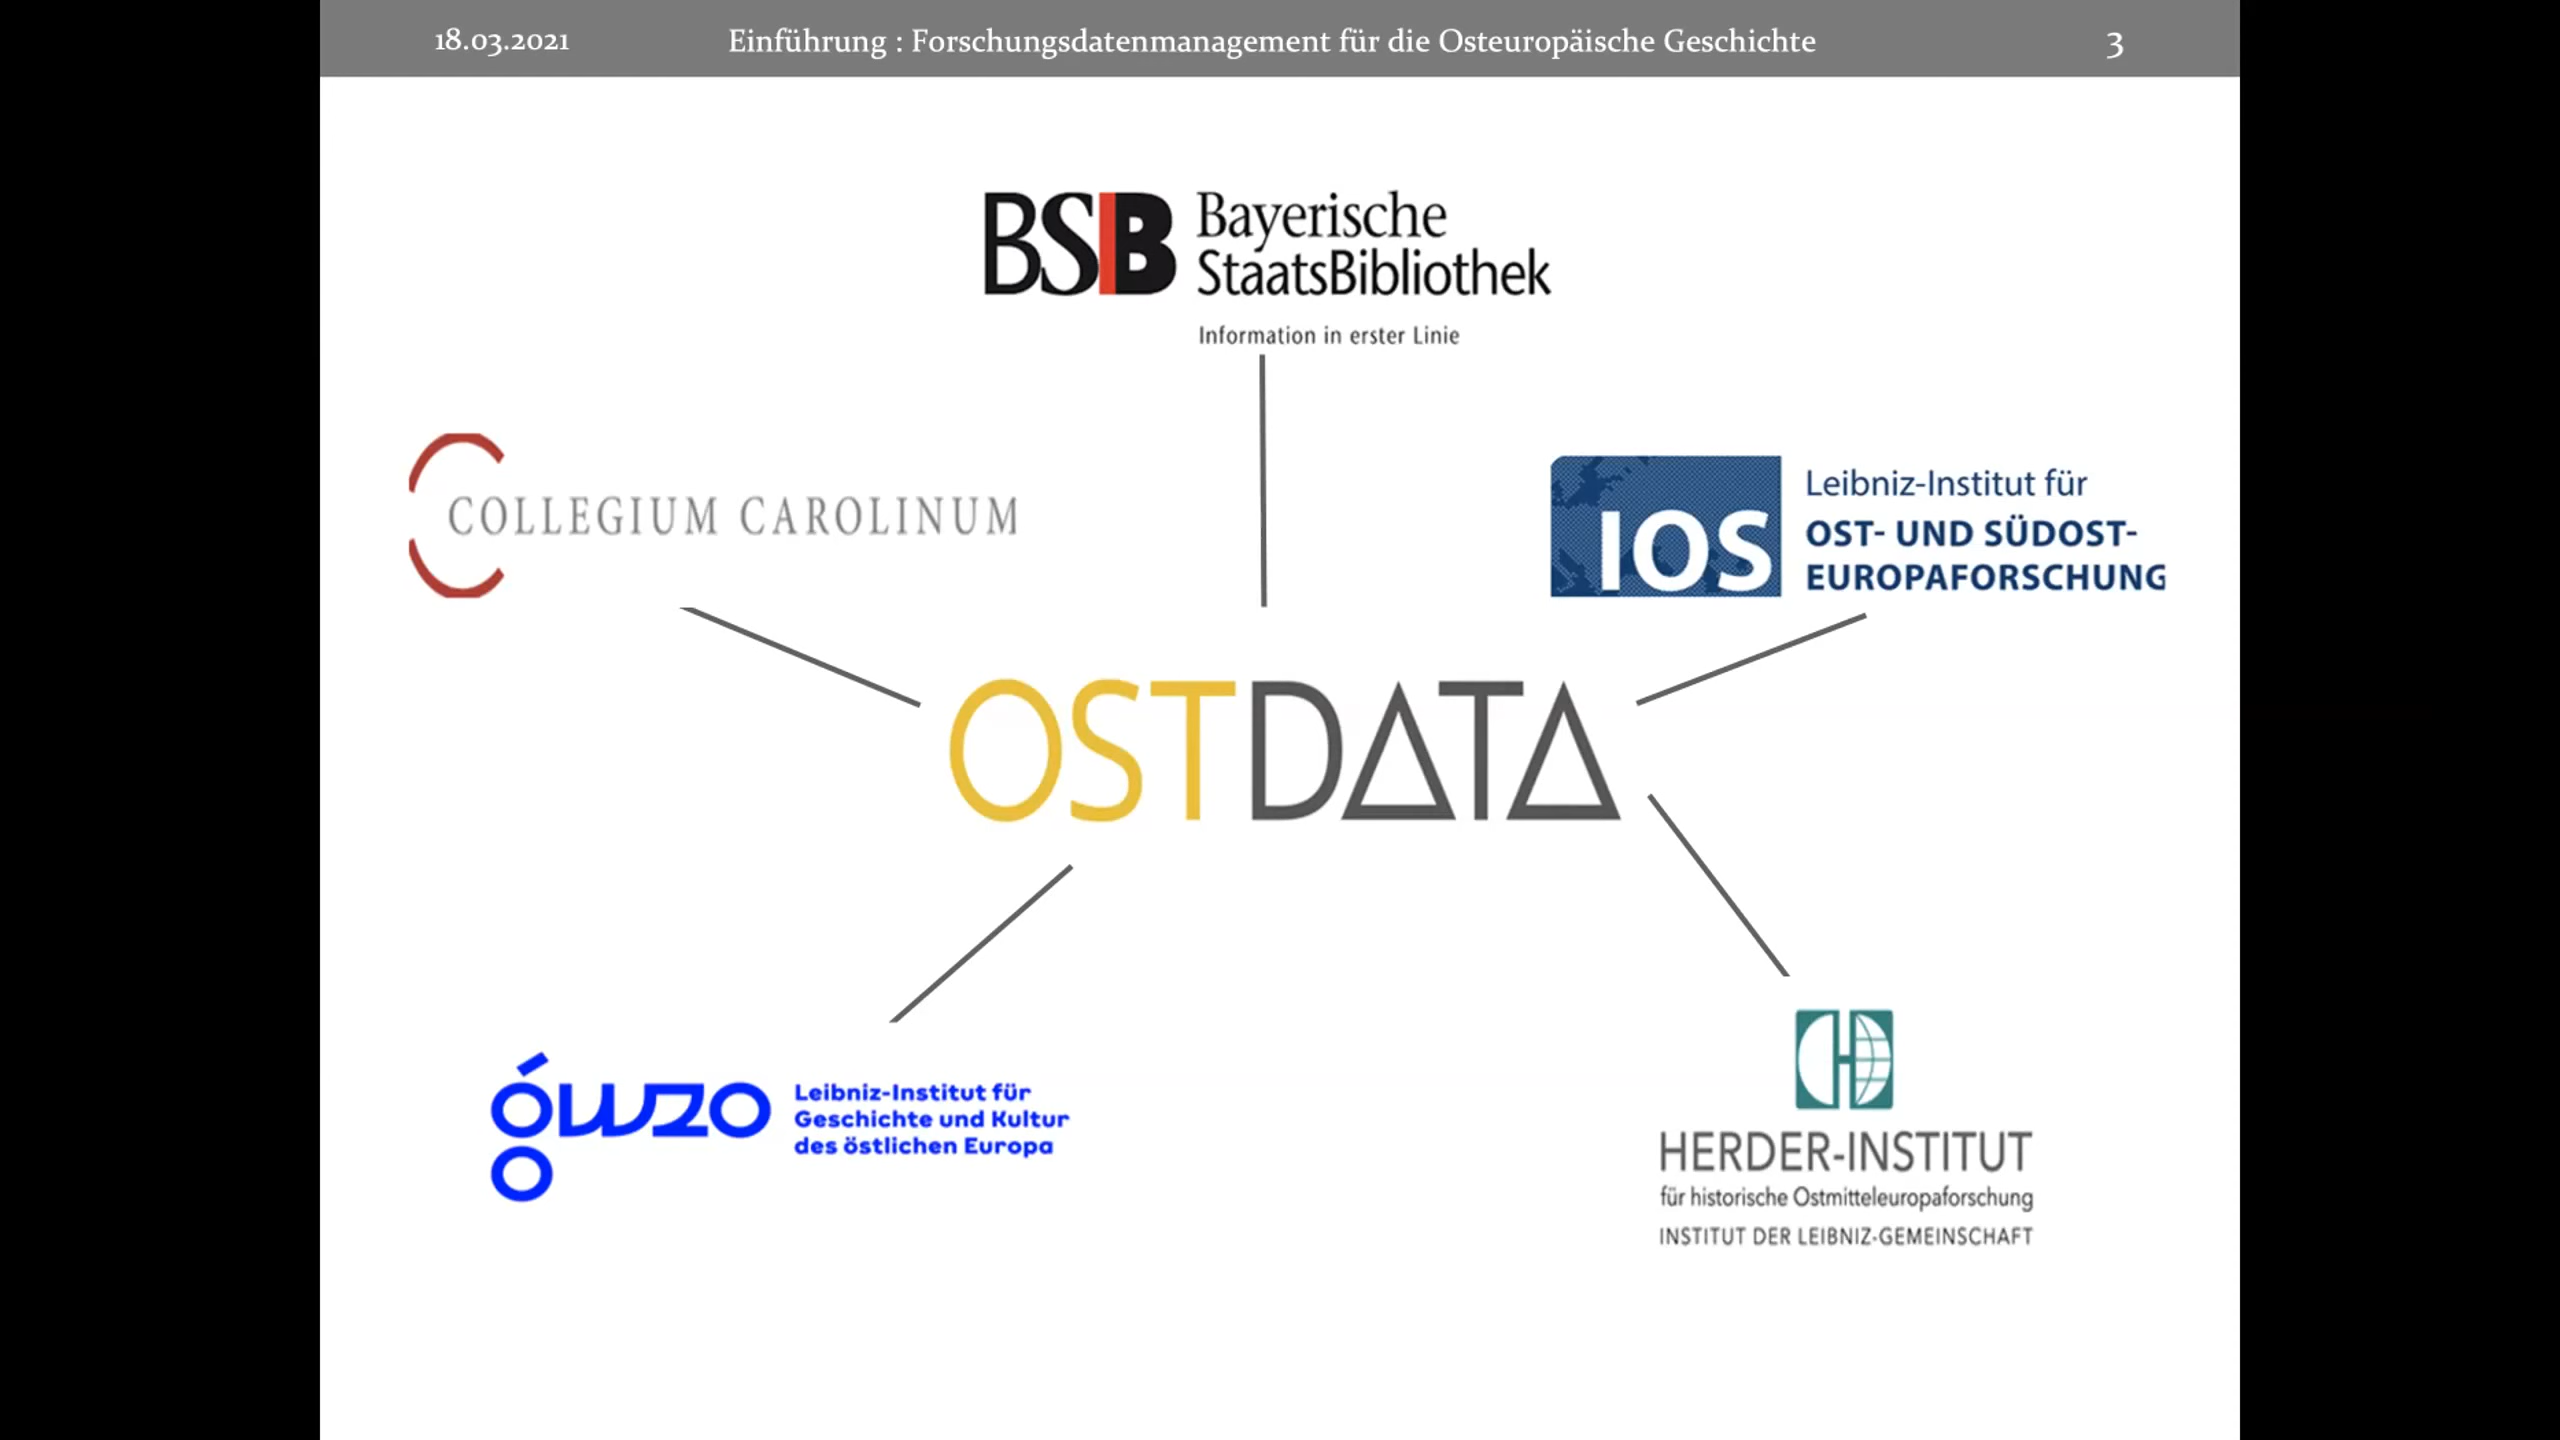 18.03.2021
Einführung : Forschungsdatenmanagement für die Osteuropäische Geschichte
3
BSB
Bayerische
StaatsBibliothek
Information in erster Linie
COLLEGIUM CAROLINUM
IOS
Leibniz-Institut für
OST- UND SÜDOST-
EUROPAFORSCHUNG
OSTDATA
gwzo
Leibniz-Institut für
Geschichte und Kultur
des östlichen Europa
HERDER-INSTITUT
für historische Ostmitteleuropaforschung
INSTITUT DER LEIBNIZ-GEMEINSCHAFT